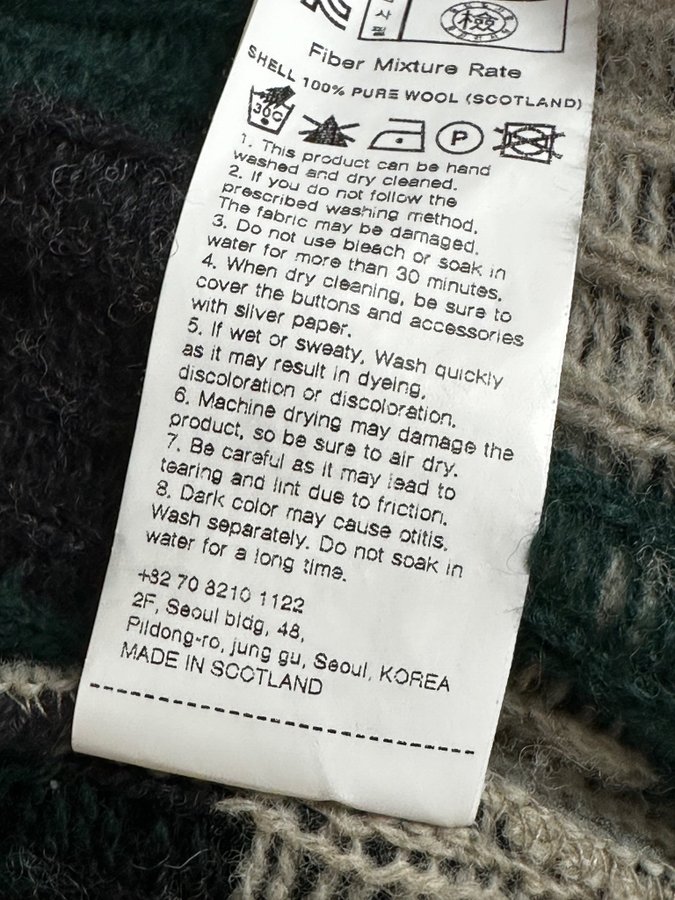 사
필
檢
Fiber Mixture Rate
SHELL 100% PURE WOOL (SCOTLAND)
30C
P
1. This product can be hand
washed and dry cleaned.
2. If you do not follow the
prescribed washing method.
The fabric may be damaged.
3. Do not use bleach or soak in
water for more than 30 minutes.
4. When dry cleaning, be sure to
cover the buttons and accessories
with silver paper.
5. If wet or sweaty, Wash quickly
as it may result in dyeing,
discoloration or discoloration.
6. Machine drying may damage the
product, so be sure to air dry.
7. Be careful as it may lead to
tearing and lint due to friction.
8. Dark color may cause otitis.
Wash separately. Do not soak in
water for a long time.
+82 70 8210 1122
2F, Seoul bldg, 48,
Pildong-ro, jung gu, Seoul, KOREA
MADE IN SCOTLAND